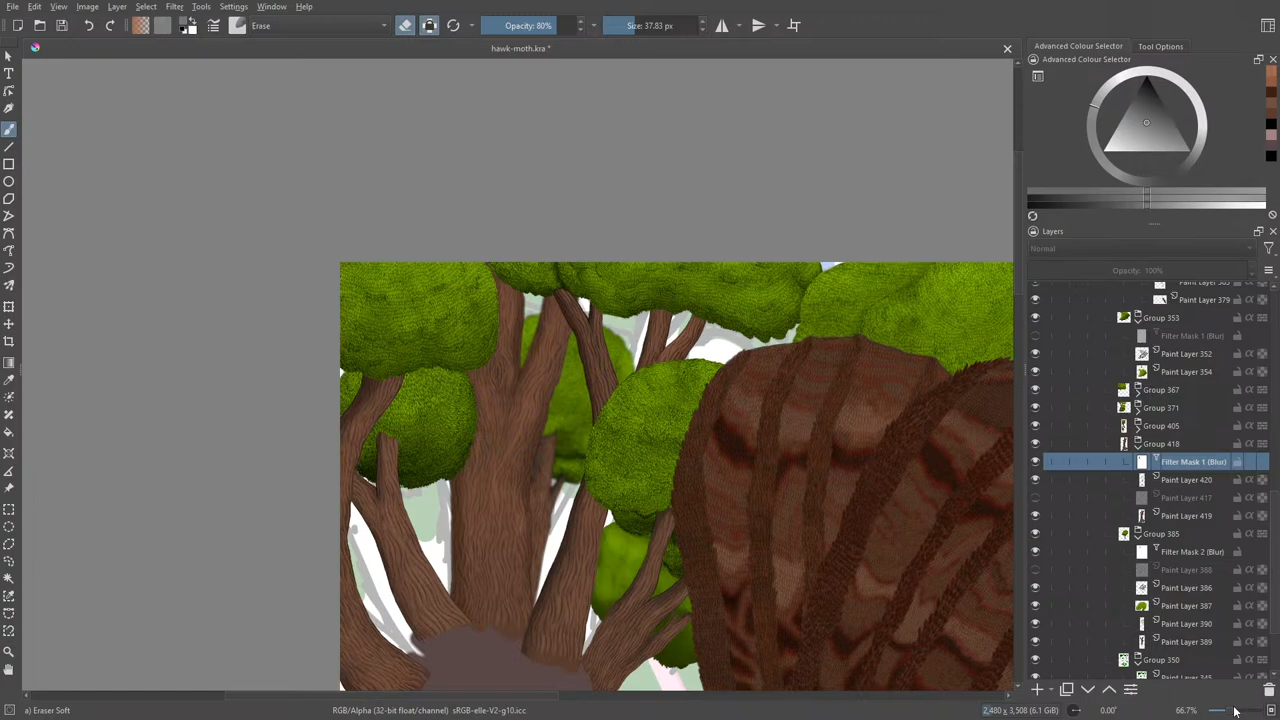 File Edit View Image Layer Select Filter Tools Settings Window Help
Erase Opacity: 80% Size: 37.83 px
hawk-moth.kra *
Advanced Colour Selector Tool Options
Advanced Colour Selector
Layers
Normal
Opacity: 100%
Paint Layer 379
Group 353
Filter Mask 1 (Blur)
Paint Layer 352
Paint Layer 354
Group 367
Group 371
Group 405
Group 418
Filter Mask 1 (Blur)
Paint Layer 420
Paint Layer 417
Paint Layer 419
Group 385
Filter Mask 2 (Blur)
Paint Layer 388
Paint Layer 386
Paint Layer 387
Paint Layer 390
Paint Layer 389
Group 350
a) Eraser Soft RGB/Alpha (32-bit float/channel) sRGB-elle-V2-g10.icc 2,480 x 3,508 (6.1 GiB) 0.00° 66.7%